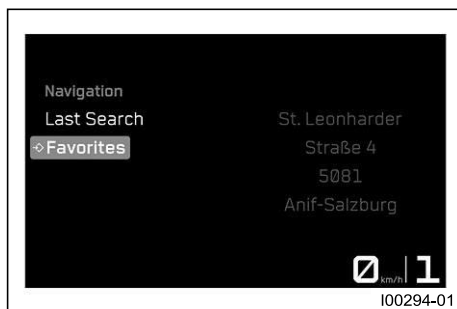 Navigation
Last Search
Favorites
St. Leonharder
Straße 4
5081
Anif-Salzburg
0 km/h 1
I00294-01